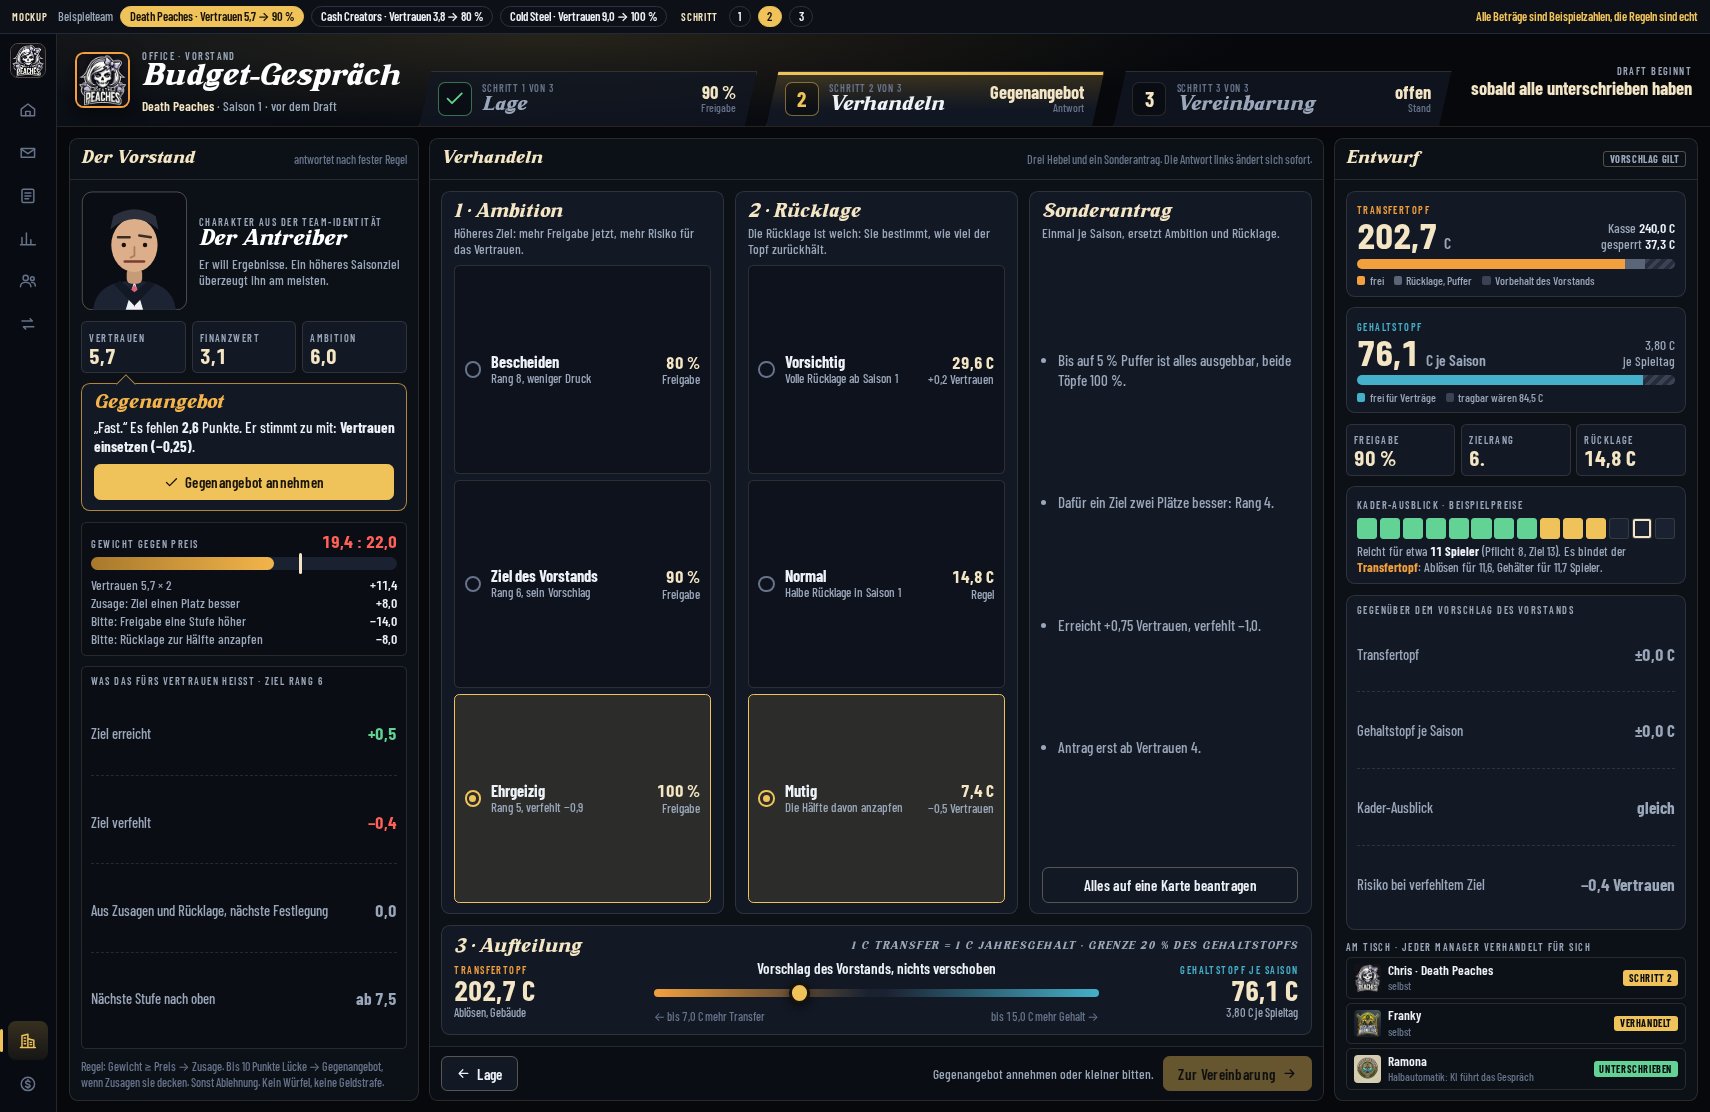 MOCKUP Beispielteam Death Peaches · Vertrauen 5,7 → 90 % Cash Creators · Vertrauen 3,8 → 80 % Cold Steel · Vertrauen 9,0 → 100 % SCHRITT 1 2 3 Alle Beträge sind Beispielzahlen, die Regeln sind echt
OFFICE · VORSTAND
Budget-Gespräch
Death Peaches · Saison 1 · vor dem Draft
SCHRITT 1 VON 3
Lage
90 %
Freigabe
2
SCHRITT 2 VON 3
Verhandeln
Gegenangebot
Antwort
3
SCHRITT 3 VON 3
Vereinbarung
offen
Stand
DRAFT BEGINNT
sobald alle unterschrieben haben
Der Vorstand
antwortet nach fester Regel
CHARAKTER AUS DER TEAM-IDENTITÄT
Der Antreiber
Er will Ergebnisse. Ein höheres Saisonziel
überzeugt ihn am meisten.
VERTRAUEN
5,7
FINANZWERT
3,1
AMBITION
6,0
Gegenangebot
„Fast.“ Es fehlen 2,6 Punkte. Er stimmt zu mit: Vertrauen
einsetzen (−0,25).
Gegenangebot annehmen
GEWICHT GEGEN PREIS 19,4 : 22,0
Vertrauen 5,7 × 2 +11,4
Zusage: Ziel einen Platz besser +8,0
Bitte: Freigabe eine Stufe höher −14,0
Bitte: Rücklage zur Hälfte anzapfen −8,0
WAS DAS FÜRS VERTRAUEN HEISST · ZIEL RANG 6
Ziel erreicht +0,5
Ziel verfehlt −0,4
Aus Zusagen und Rücklage, nächste Festlegung 0,0
Nächste Stufe nach oben ab 7,5
Regel: Gewicht ≥ Preis → Zusage. Bis 10 Punkte Lücke → Gegenangebot,
wenn Zusagen sie decken. Sonst Ablehnung. Kein Würfel, keine Geldstrafe.
Verhandeln
Drei Hebel und ein Sonderantrag. Die Antwort links ändert sich sofort.
1 · Ambition
Höheres Ziel: mehr Freigabe jetzt, mehr Risiko für
das Vertrauen.
Bescheiden 80 %
Rang 8, weniger Druck Freigabe
Ziel des Vorstands 90 %
Rang 6, sein Vorschlag Freigabe
Ehrgeizig 100 %
Rang 5, verfehlt −0,9 Freigabe
2 · Rücklage
Die Rücklage ist weich: Sie bestimmt, wie viel der
Topf zurückhält.
Vorsichtig 29,6 C
Volle Rücklage ab Saison 1 +0,2 Vertrauen
Normal 14,8 C
Halbe Rücklage in Saison 1 Regel
Mutig 7,4 C
Die Hälfte davon anzapfen −0,5 Vertrauen
Sonderantrag
Einmal je Saison, ersetzt Ambition und Rücklage.
• Bis auf 5 % Puffer ist alles ausgebbar, beide
Töpfe 100 %.
• Dafür ein Ziel zwei Plätze besser: Rang 4.
• Erreicht +0,75 Vertrauen, verfehlt −1,0.
• Antrag erst ab Vertrauen 4.
Alles auf eine Karte beantragen
3 · Aufteilung
1 C TRANSFER = 1 C JAHRESGEHALT · GRENZE 20 % DES GEHALTSTOPFS
TRANSFERTOPF
202,7 C
Ablösen, Gebäude
Vorschlag des Vorstands, nichts verschoben
← bis 7,0 C mehr Transfer bis 15,0 C mehr Gehalt →
GEHALTSTOPF JE SAISON
76,1 C
3,80 C je Spieltag
← Lage
Gegenangebot annehmen oder kleiner bitten.
Zur Vereinbarung →
Entwurf
VORSCHLAG GILT
TRANSFERTOPF
202,7 C
Kasse 240,0 C
gesperrt 37,3 C
frei Rücklage, Puffer Vorbehalt des Vorstands
GEHALTSTOPF
76,1 C je Saison
3,80 C
je Spieltag
frei für Verträge tragbar wären 84,5 C
FREIGABE
90 %
ZIELRANG
6.
RÜCKLAGE
14,8 C
KADER-AUSBLICK · BEISPIELPREISE
Reicht für etwa 11 Spieler (Pflicht 8, Ziel 13). Es bindet der
Transfertopf: Ablösen für 11,6, Gehälter für 11,7 Spieler.
GEGENÜBER DEM VORSCHLAG DES VORSTANDS
Transfertopf ±0,0 C
Gehaltstopf je Saison ±0,0 C
Kader-Ausblick gleich
Risiko bei verfehltem Ziel −0,4 Vertrauen
AM TISCH · JEDER MANAGER VERHANDELT FÜR SICH
Chris · Death Peaches
selbst
SCHRITT 2
Franky
selbst
VERHANDELT
Ramona
Halbautomatik: KI führt das Gespräch
UNTERSCHRIEBEN